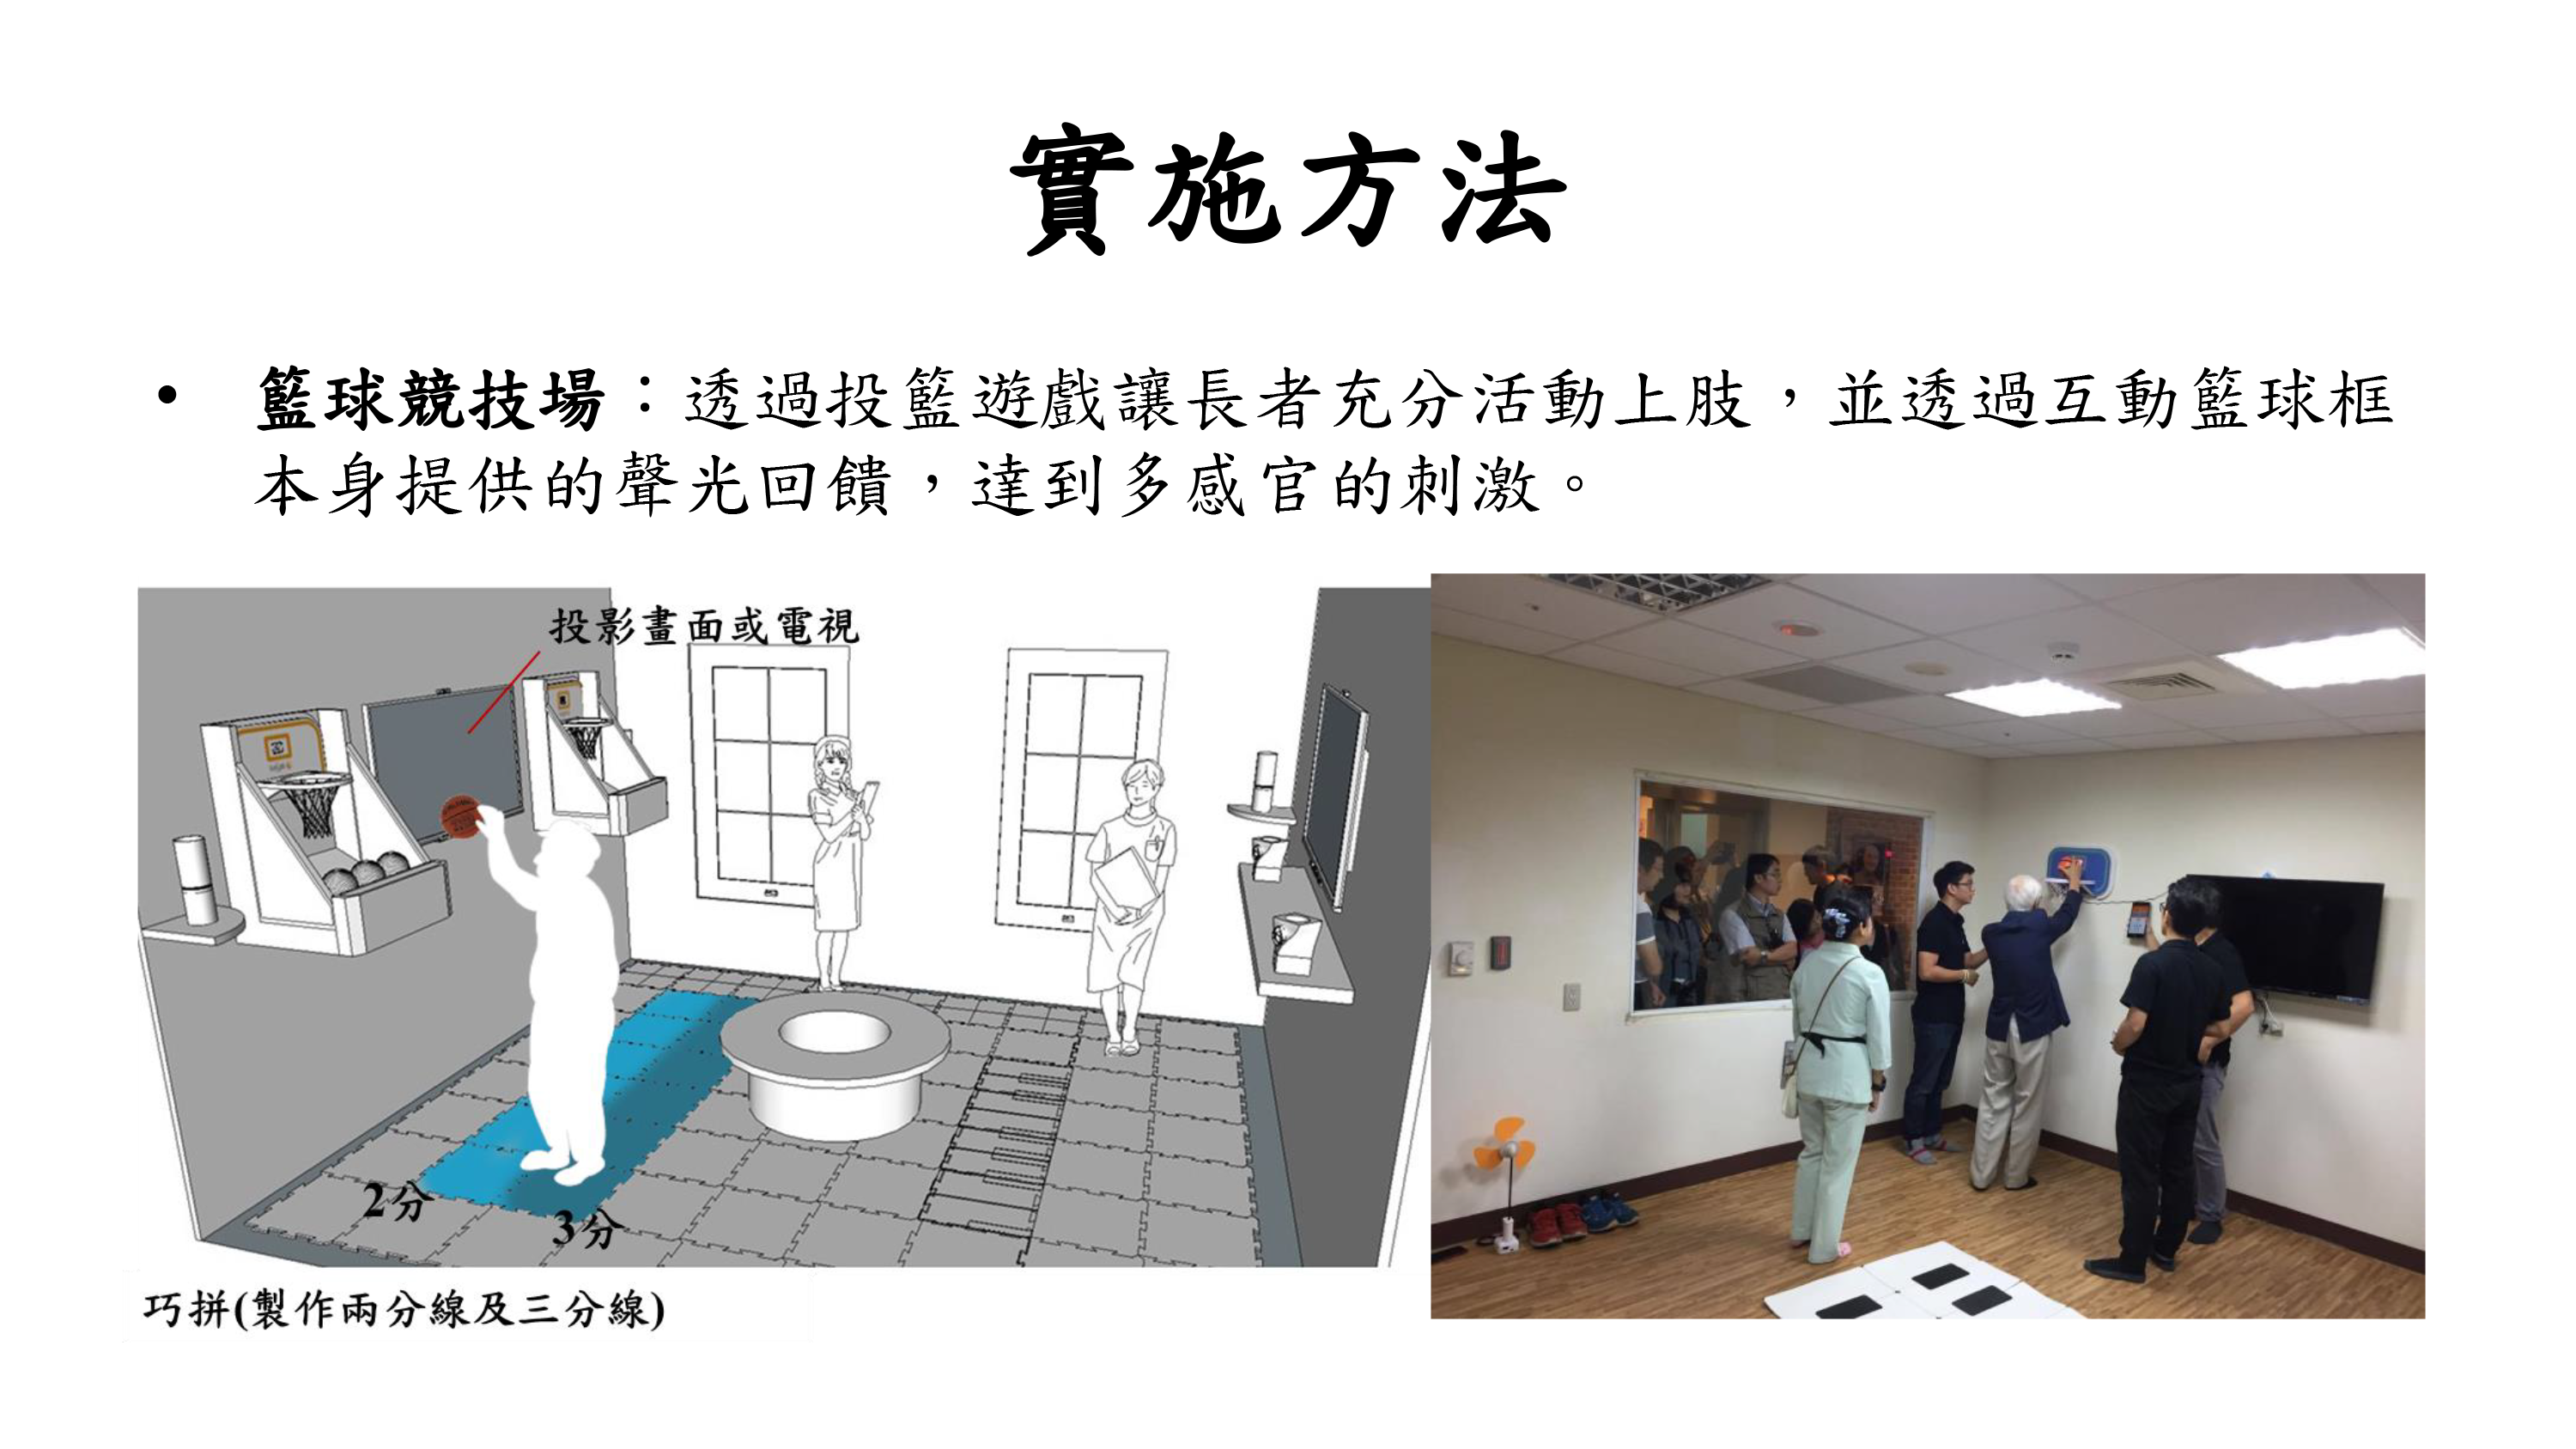 實施方法
• 籃球競技場：透過投籃遊戲讓長者充分活動上肢，並透過互動籃球框
本身提供的聲光回饋，達到多感官的刺激。
投影畫面或電視
2分
3分
巧拼(製作兩分線及三分線)